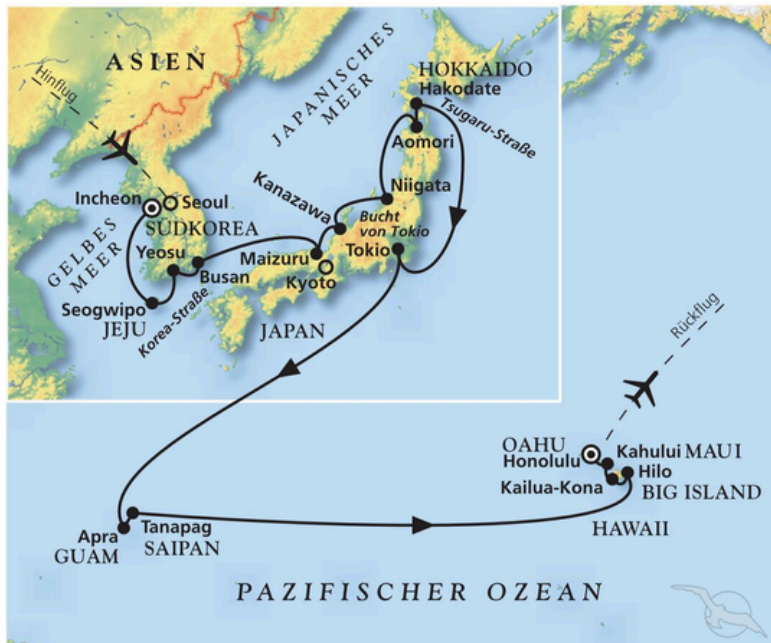 ASIEN
Hinflug
JAPANISCHES
MEER
HOKKAIDO
Hakodate
Tsugaru-Straße
Aomori
Niigata
Kanazawa
Bucht
von Tokio
Tokio
Incheon
Seoul
SÜDKOREA
GELBES
MEER
Yeosu
Busan
Maizuru
Kyoto
Seogwipo
JEJU
Korea-Straße
JAPAN
Rückflug
OAHU
Honolulu
Kahului MAUI
Hilo
Kailua-Kona
BIG ISLAND
HAWAII
Apra
GUAM
Tanapag
SAIPAN
PAZIFISCHER OZEAN